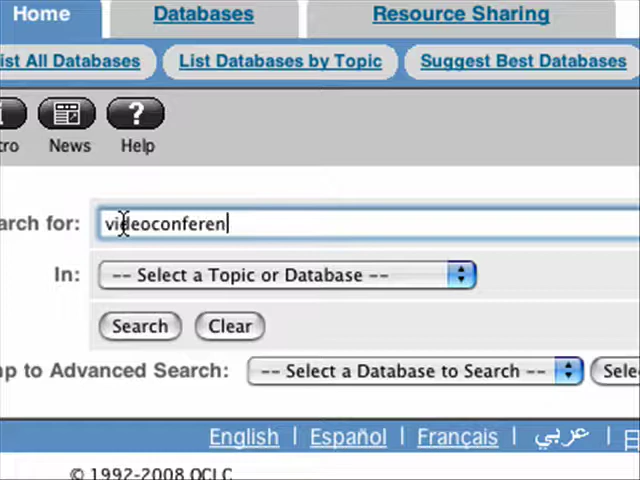 Home Databases Resource Sharing
ist All Databases List Databases by Topic Suggest Best Databases
tro News Help
arch for: videoconferen
In: -- Select a Topic or Database --
Search Clear
mp to Advanced Search: -- Select a Database to Search -- Sele
English | Español | Français | عربي | 日
© 1992-2008 OCLC